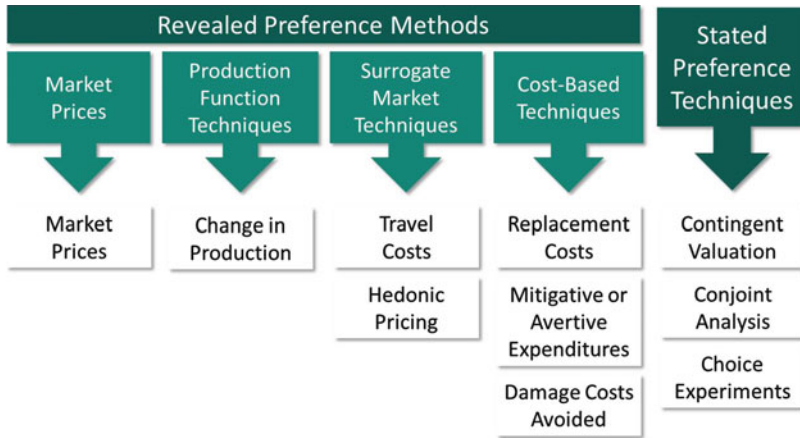 Revealed Preference Methods
Stated
Preference
Techniques
Market
Prices
Production
Function
Techniques
Surrogate
Market
Techniques
Cost-Based
Techniques
Market
Prices
Change in
Production
Travel
Costs
Hedonic
Pricing
Replacement
Costs
Mitigative or
Avertive
Expenditures
Damage Costs
Avoided
Contingent
Valuation
Conjoint
Analysis
Choice
Experiments